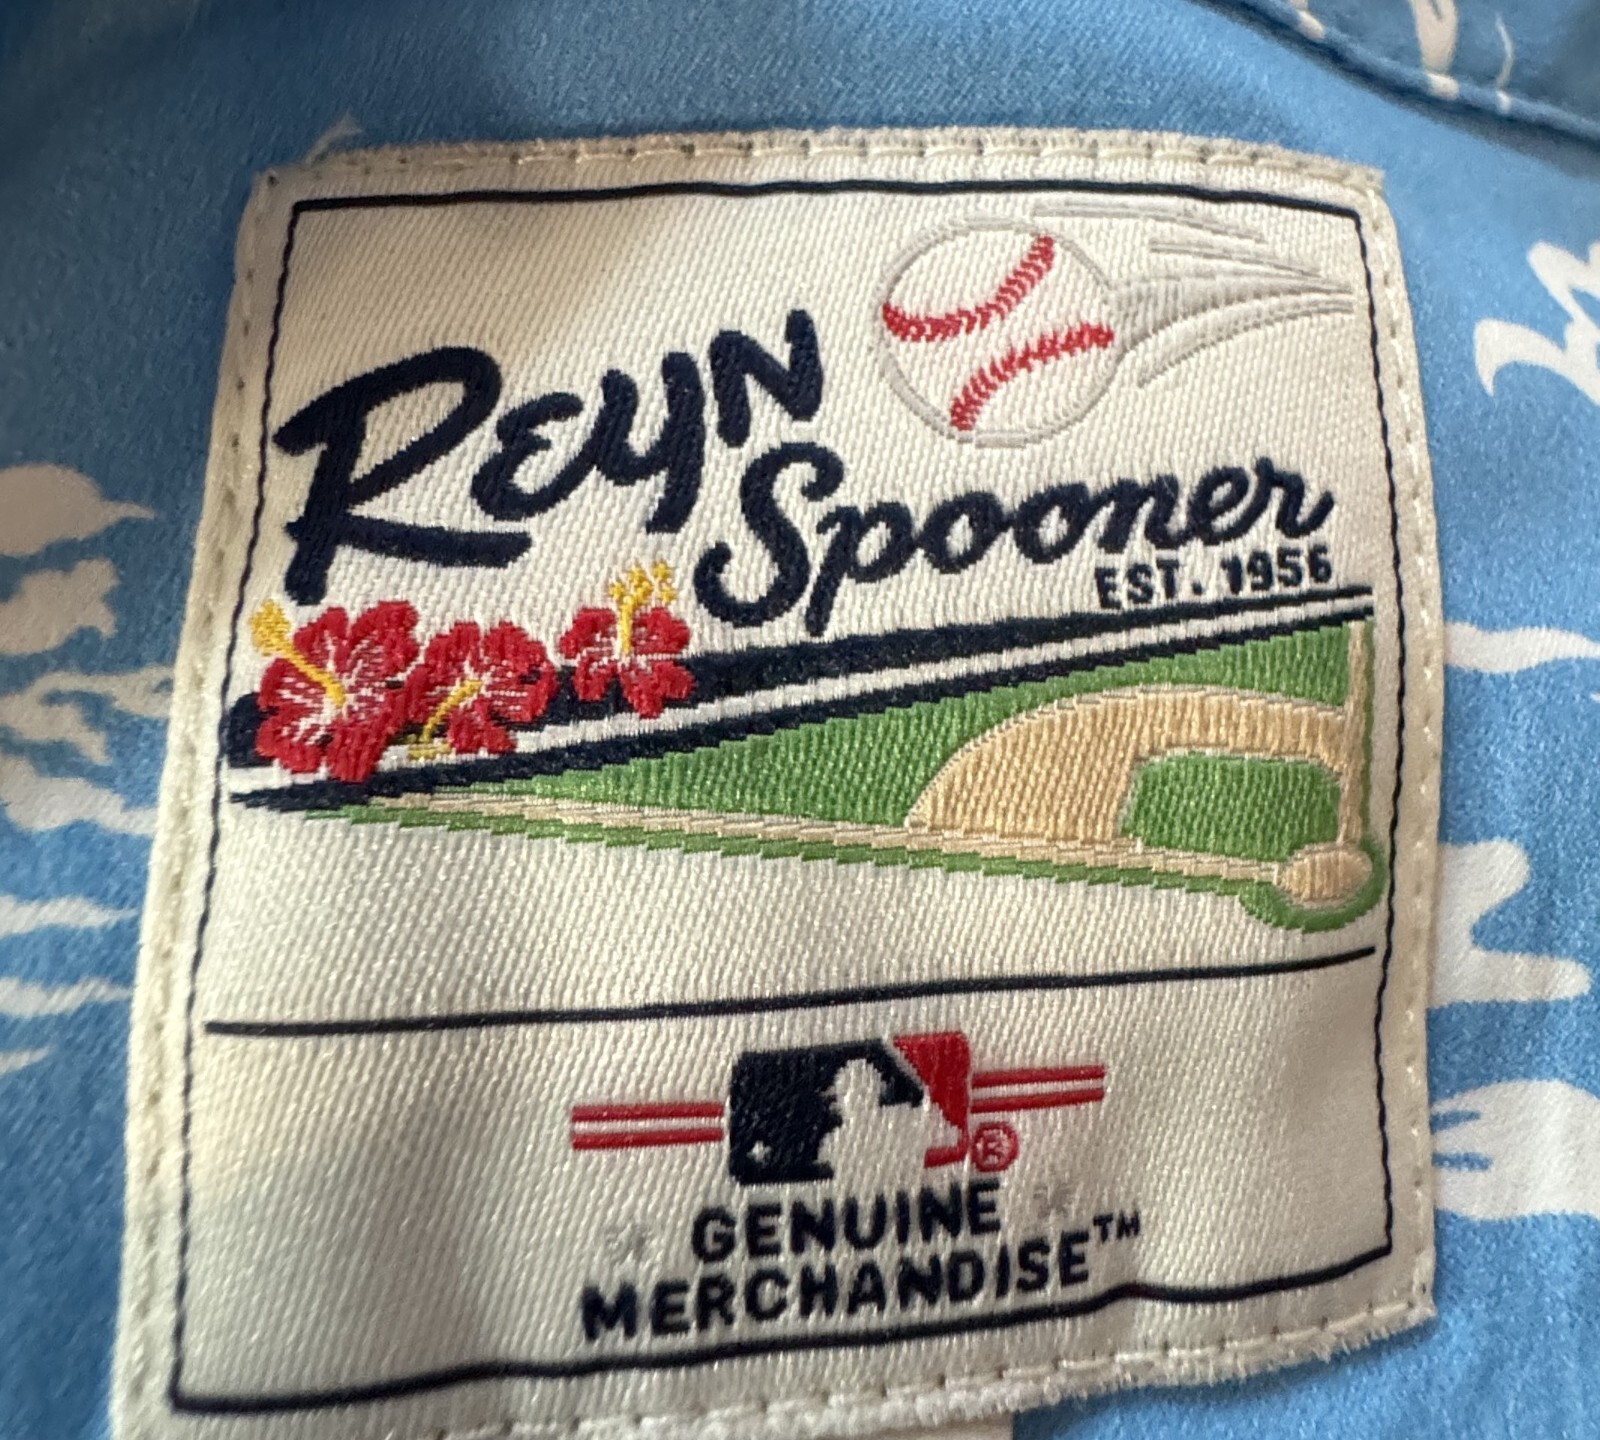 REYN
Spooner
EST. 1956
®
GENUINE
MERCHANDISE™